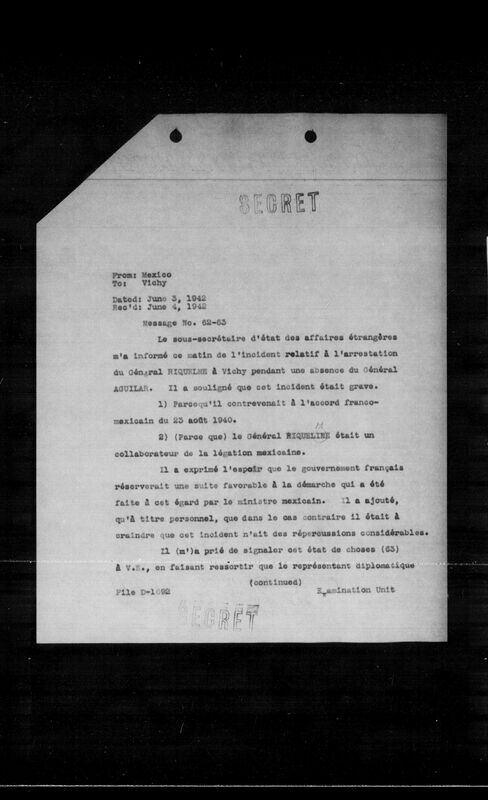 SECRET
From: Mexico
To: Vichy
Dated: June 3, 1942
Rec'd: June 4, 1942
Message No. 62-63
Le sous-secrétaire d'état des affaires étrangères
m'a informé ce matin de l'incident relatif à l'arrestation
du Général RIQUELME à Vichy pendant une absence du Général
AGUILAR. Il a souligné que cet incident était grave.
1) Parcequ'il contrevenait à l'accord franco-
mexicain du 23 août 1940.
2) (Parce que) le Général RIQUELINE était un
collaborateur de la légation mexicaine.
Il a exprimé l'espoir que le gouvernement français
réserverait une suite favorable à la démarche qui a été
faite à cet égard par le ministre mexicain. Il a ajouté,
qu'à titre personnel, que dans le cas contraire il était à
craindre que cet incident n'ait des répercussions considérables.
Il (m')a prié de signaler cet état de choses (63)
à V.E., en faisant ressortir que le représentant diplomatique
(continued)
File D-1692 Examination Unit
SECRET